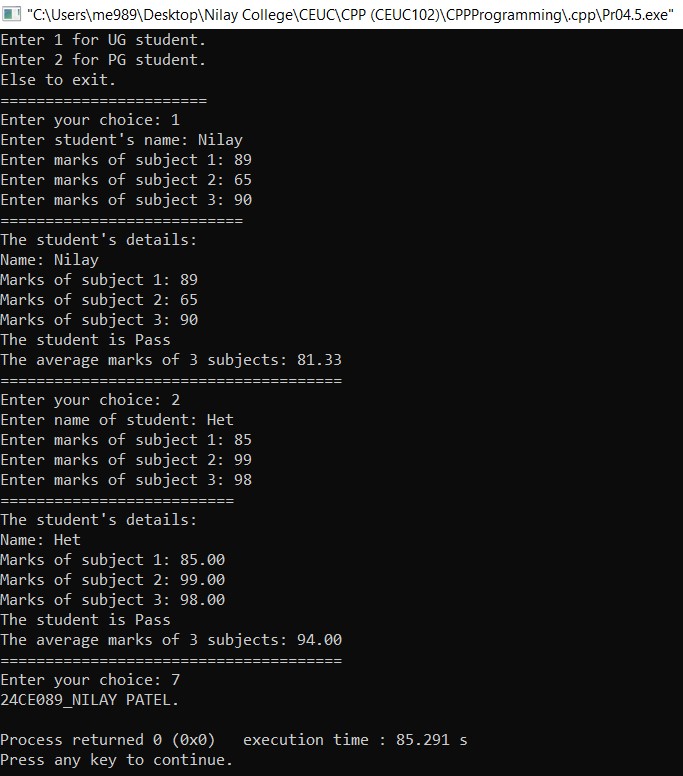 "C:\Users\me989\Desktop\Nilay College\CEUC\CPP (CEUC102)\CPPProgramming\.cpp\Pr04.5.exe"
Enter 1 for UG student.
Enter 2 for PG student.
Else to exit.
=======================
Enter your choice: 1
Enter student's name: Nilay
Enter marks of subject 1: 89
Enter marks of subject 2: 65
Enter marks of subject 3: 90
===========================
The student's details:
Name: Nilay
Marks of subject 1: 89
Marks of subject 2: 65
Marks of subject 3: 90
The student is Pass
The average marks of 3 subjects: 81.33
======================================
Enter your choice: 2
Enter name of student: Het
Enter marks of subject 1: 85
Enter marks of subject 2: 99
Enter marks of subject 3: 98
==========================
The student's details:
Name: Het
Marks of subject 1: 85.00
Marks of subject 2: 99.00
Marks of subject 3: 98.00
The student is Pass
The average marks of 3 subjects: 94.00
======================================
Enter your choice: 7
24CE089_NILAY PATEL.

Process returned 0 (0x0)   execution time : 85.291 s
Press any key to continue.